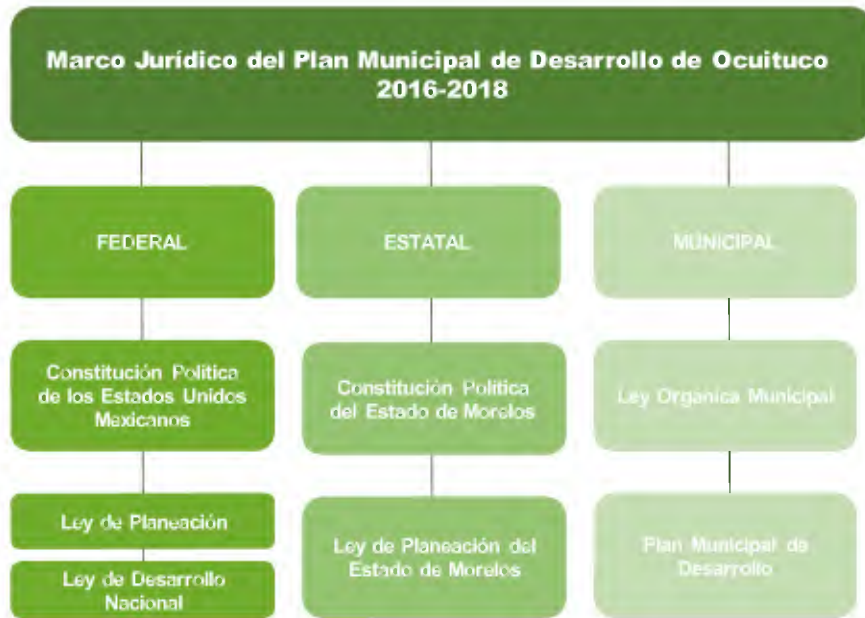 Marco Jurídico del Plan Municipal de Desarrollo de Ocuituco
2016-2018
FEDERAL
ESTATAL
MUNICIPAL
Constitución Política
de los Estados Unidos
Mexicanos
Constitución Política
del Estado de Morelos
Ley Orgánica Municipal
Ley de Planeación
Ley de Desarrollo
Nacional
Ley de Planeación del
Estado de Morelos
Plan Municipal de
Desarrollo